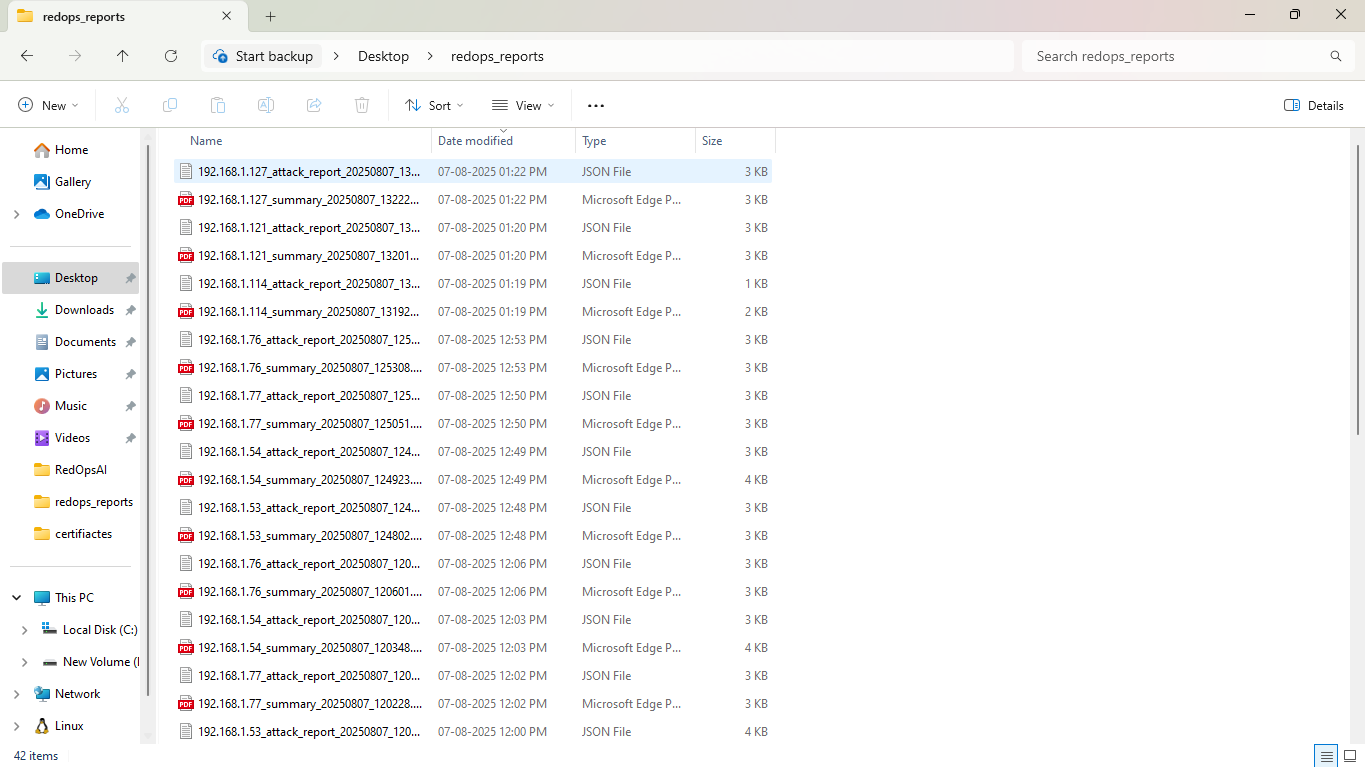 redops_reports
Start backup > Desktop > redops_reports
Search redops_reports
New
Sort
View
Details
Name Date modified Type Size
Home
Gallery
OneDrive
Desktop
Downloads
Documents
Pictures
Music
Videos
RedOpsAI
redops_reports
certifiactes
This PC
Local Disk (C:)
New Volume (
Network
Linux
192.168.1.127_attack_report_20250807_13... 07-08-2025 01:22 PM JSON File 3 KB
PDF 192.168.1.127_summary_20250807_13222... 07-08-2025 01:22 PM Microsoft Edge P... 3 KB
192.168.1.121_attack_report_20250807_13... 07-08-2025 01:20 PM JSON File 3 KB
PDF 192.168.1.121_summary_20250807_13201... 07-08-2025 01:20 PM Microsoft Edge P... 3 KB
192.168.1.114_attack_report_20250807_13... 07-08-2025 01:19 PM JSON File 1 KB
PDF 192.168.1.114_summary_20250807_13192... 07-08-2025 01:19 PM Microsoft Edge P... 2 KB
192.168.1.76_attack_report_20250807_125... 07-08-2025 12:53 PM JSON File 3 KB
PDF 192.168.1.76_summary_20250807_125308.... 07-08-2025 12:53 PM Microsoft Edge P... 3 KB
192.168.1.77_attack_report_20250807_125... 07-08-2025 12:50 PM JSON File 3 KB
PDF 192.168.1.77_summary_20250807_125051.... 07-08-2025 12:50 PM Microsoft Edge P... 3 KB
192.168.1.54_attack_report_20250807_124... 07-08-2025 12:49 PM JSON File 3 KB
PDF 192.168.1.54_summary_20250807_124923.... 07-08-2025 12:49 PM Microsoft Edge P... 4 KB
192.168.1.53_attack_report_20250807_124... 07-08-2025 12:48 PM JSON File 3 KB
PDF 192.168.1.53_summary_20250807_124802.... 07-08-2025 12:48 PM Microsoft Edge P... 3 KB
192.168.1.76_attack_report_20250807_120... 07-08-2025 12:06 PM JSON File 3 KB
PDF 192.168.1.76_summary_20250807_120601.... 07-08-2025 12:06 PM Microsoft Edge P... 3 KB
192.168.1.54_attack_report_20250807_120... 07-08-2025 12:03 PM JSON File 3 KB
PDF 192.168.1.54_summary_20250807_120348.... 07-08-2025 12:03 PM Microsoft Edge P... 4 KB
192.168.1.77_attack_report_20250807_120... 07-08-2025 12:02 PM JSON File 3 KB
PDF 192.168.1.77_summary_20250807_120228.... 07-08-2025 12:02 PM Microsoft Edge P... 3 KB
192.168.1.53_attack_report_20250807_120... 07-08-2025 12:00 PM JSON File 4 KB
42 items